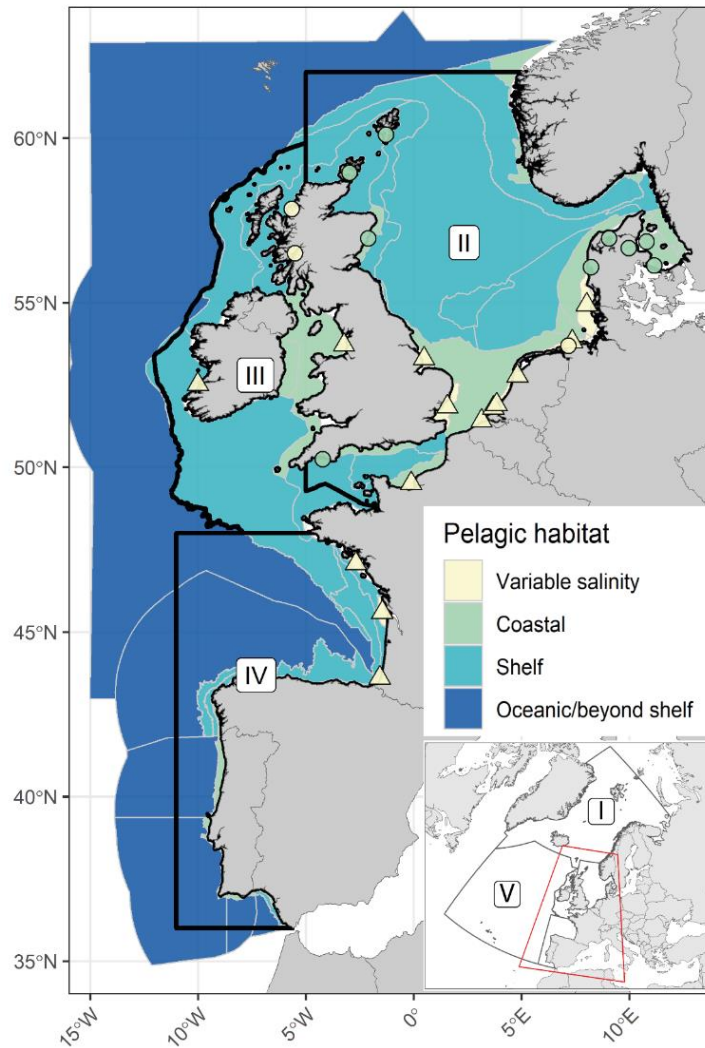 60°N
55°N
50°N
45°N
40°N
35°N
II
III
IV
Pelagic habitat
Variable salinity
Coastal
Shelf
Oceanic/beyond shelf
I
V
15°W
10°W
5°W
0°
5°E
10°E